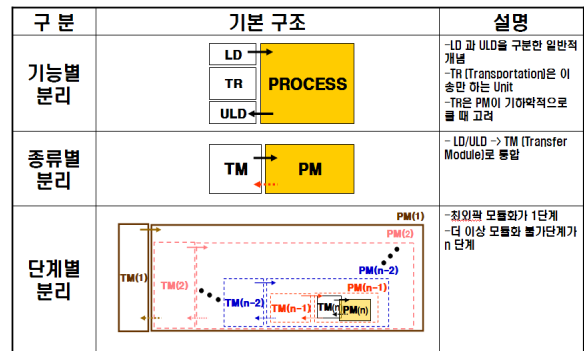 구 분
기본 구조
설명
기능별
분리
LD
TR
ULD
PROCESS
-LD 과 ULD을 구분한 일반적
개념
-TR (Transportation)은 이
송만 하는 Unit
-TR은 PM이 기하학적으로
클 때 고려
종류별
분리
TM
PM
- LD/ULD -> TM (Transfer
Module)로 통합
단계별
분리
PM(1)
PM(2)
PM(n-2)
PM(n-1)
TM(1)
TM(2)
TM(n-2)
TM(n-1)
TM(n
PM(n)
-최외곽 모듈화가 1단계
-더 이상 모듈화 불가단계가
n 단계